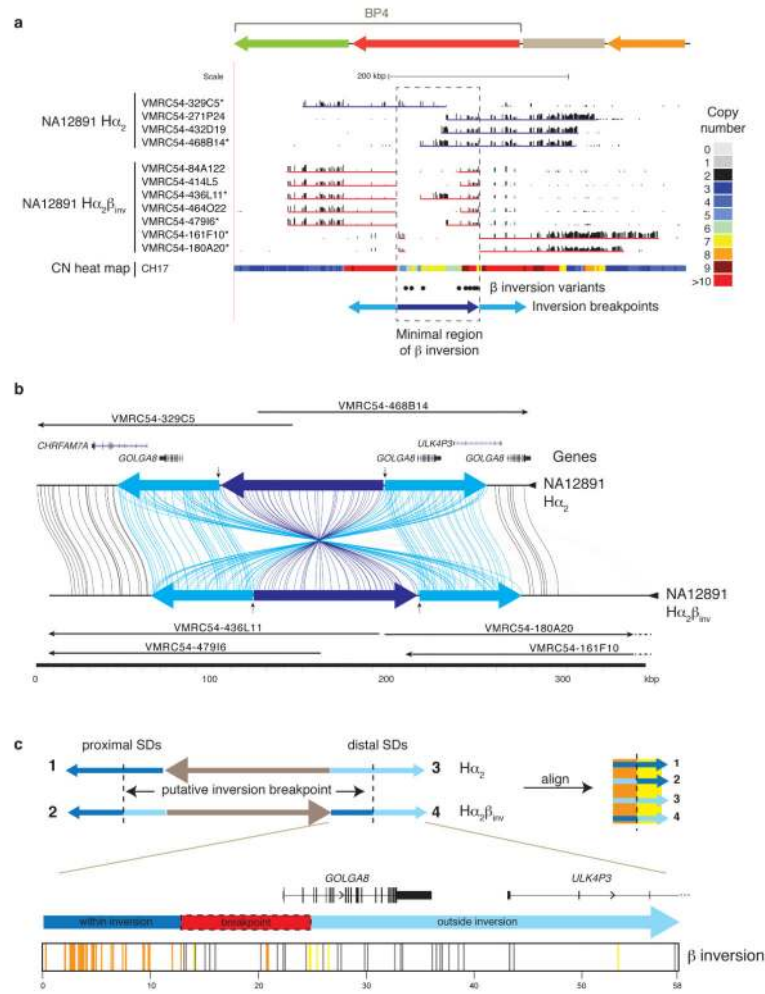 a
BP4
Scale
200 kbp
NA12891 Hα2
VMRC54-329C5*
VMRC54-271P24
VMRC54-432D19
VMRC54-468B14*
NA12891 Hα2βinv
VMRC54-84A122
VMRC54-414L5
VMRC54-436L11*
VMRC54-464O22
VMRC54-479I6*
VMRC54-161F10*
VMRC54-180A20*
CN heat map
CH17
β inversion variants
Inversion breakpoints
Minimal region
of β inversion
Copy
number
0
1
2
3
4
5
6
7
8
9
>10
b
VMRC54-329C5
VMRC54-468B14
CHRFAM7A
GOLGA8
GOLGA8
ULK4P3
GOLGA8
Genes
NA12891
Hα2
NA12891
Hα2βinv
VMRC54-436L11
VMRC54-180A20
VMRC54-479I6
VMRC54-161F10
0 100 200 300 kbp
c
proximal SDs
distal SDs
1
3
Hα2
putative inversion breakpoint
2
4
Hα2βinv
align
1
2
3
4
GOLGA8
ULK4P3
within inversion
breakpoint
outside inversion
β inversion
0 10 20 30 40 50 58